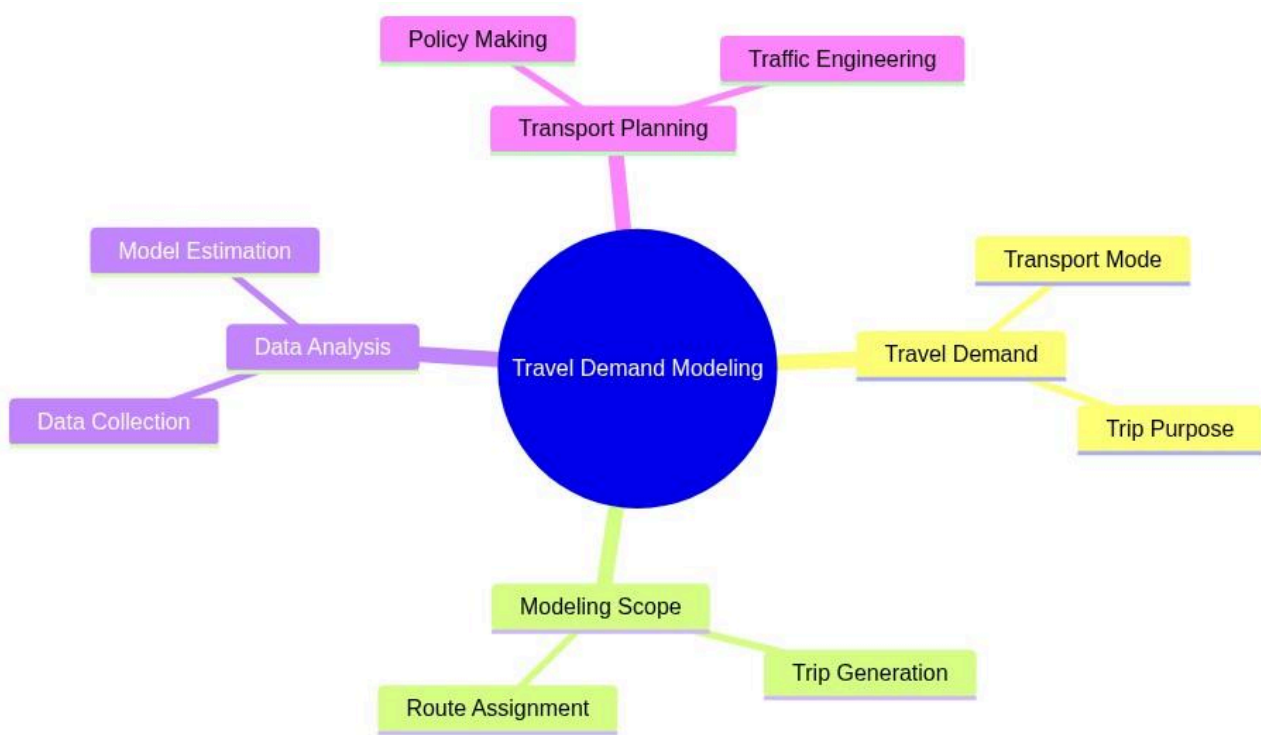 Policy Making
Traffic Engineering
Transport Planning
Model Estimation
Transport Mode
Data Analysis
Travel Demand Modeling
Travel Demand
Data Collection
Trip Purpose
Modeling Scope
Trip Generation
Route Assignment